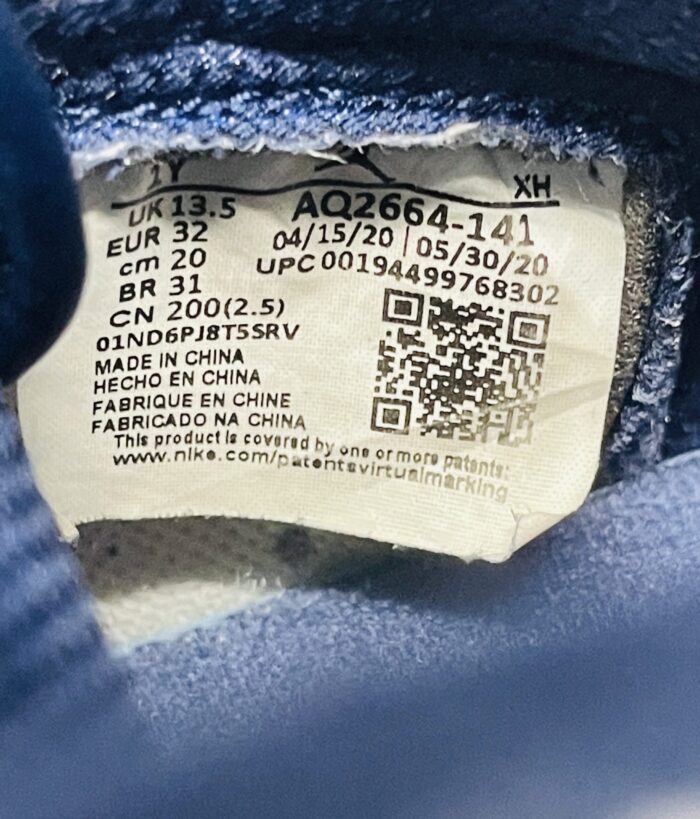 1Y
XH
UK 13.5
EUR 32
cm 20
BR 31
CN 200(2.5)
01ND6PJ8T5SRV
AQ2664-141
04/15/20 | 05/30/20
UPC 00194499768302
MADE IN CHINA
HECHO EN CHINA
FABRIQUE EN CHINE
FABRICADO NA CHINA
This product is covered by one or more patents:
www.nike.com/patentsvirtualmarking